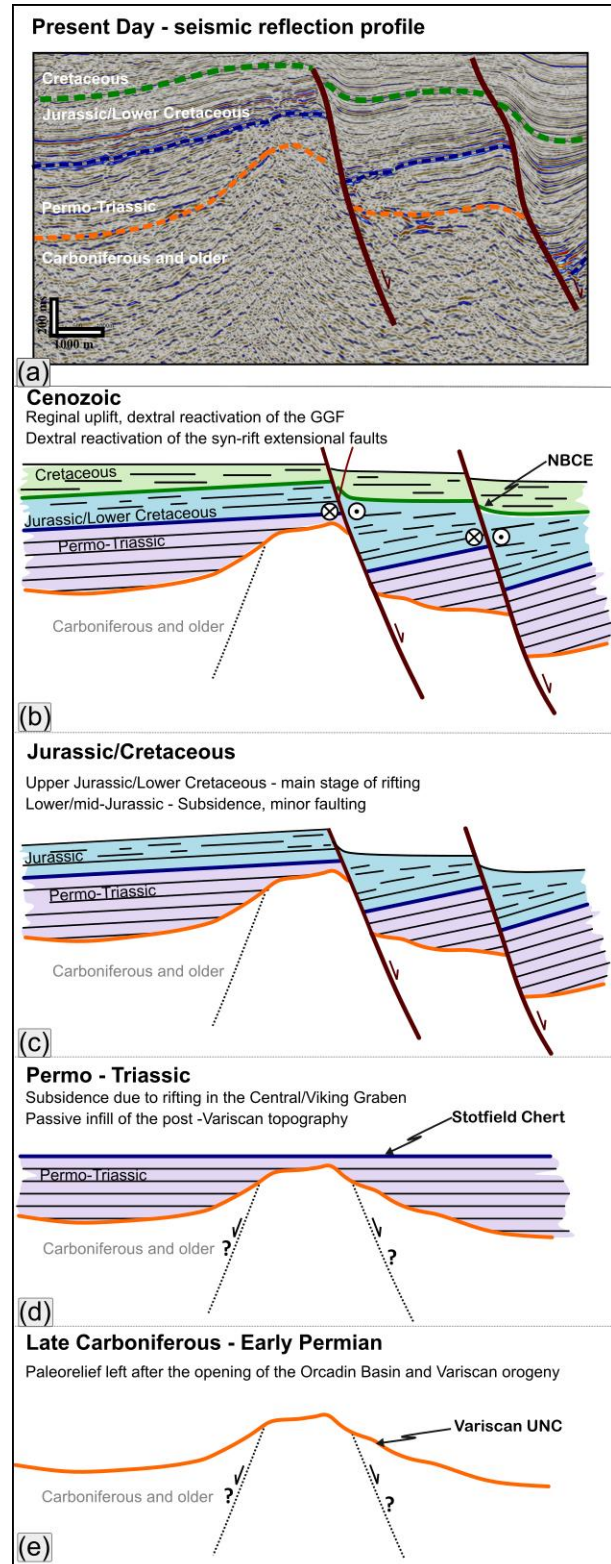 Present Day - seismic reflection profile
Cretaceous
Jurassic/Lower Cretaceous
Permo-Triassic
Carboniferous and older
200 ms
1000 m
(a)
Cenozoic
Reginal uplift, dextral reactivation of the GGF
Dextral reactivation of the syn-rift extensional faults
NBCE
Cretaceous
Jurassic/Lower Cretaceous
Permo-Triassic
Carboniferous and older
(b)
Jurassic/Cretaceous
Upper Jurassic/Lower Cretaceous - main stage of rifting
Lower/mid-Jurassic - Subsidence, minor faulting
Jurassic
Permo-Triassic
Carboniferous and older
(c)
Permo - Triassic
Subsidence due to rifting in the Central/Viking Graben
Passive infill of the post -Variscan topography
Stotfield Chert
Permo-Triassic
Carboniferous and older
?
?
(d)
Late Carboniferous - Early Permian
Paleorelief left after the opening of the Orcadin Basin and Variscan orogeny
Variscan UNC
Carboniferous and older
?
?
(e)